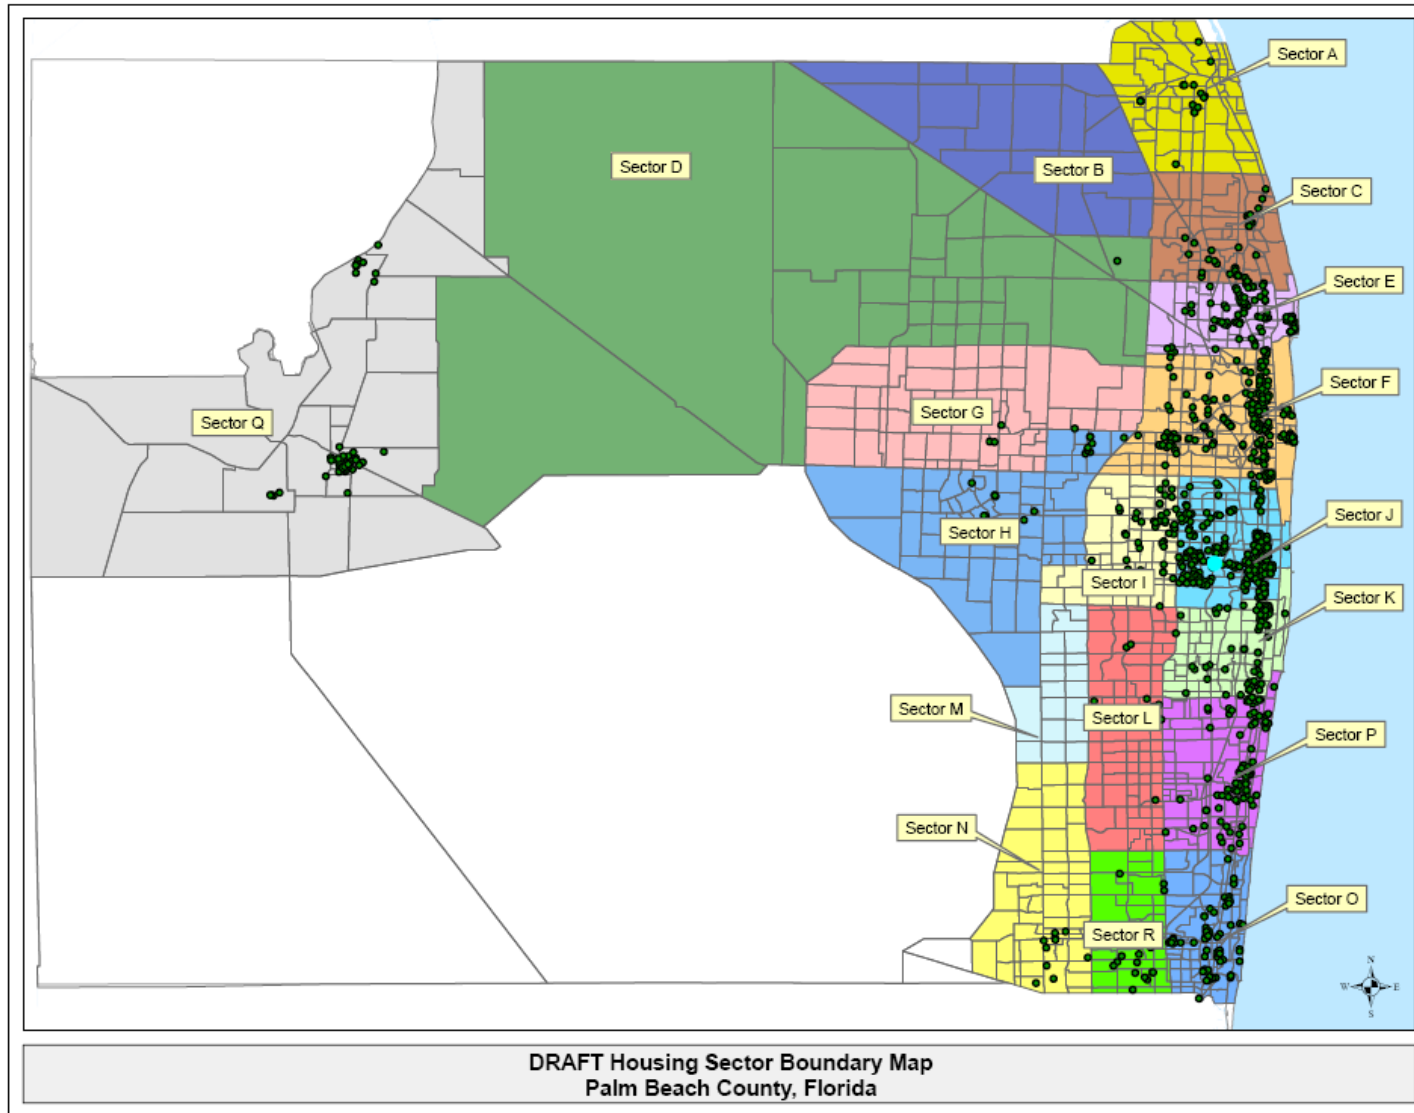 Sector A
Sector D
Sector B
Sector C
Sector E
Sector F
Sector G
Sector Q
Sector J
Sector H
Sector I
Sector K
Sector M
Sector L
Sector P
Sector N
Sector O
Sector R
N
W E
S
DRAFT Housing Sector Boundary Map
Palm Beach County, Florida